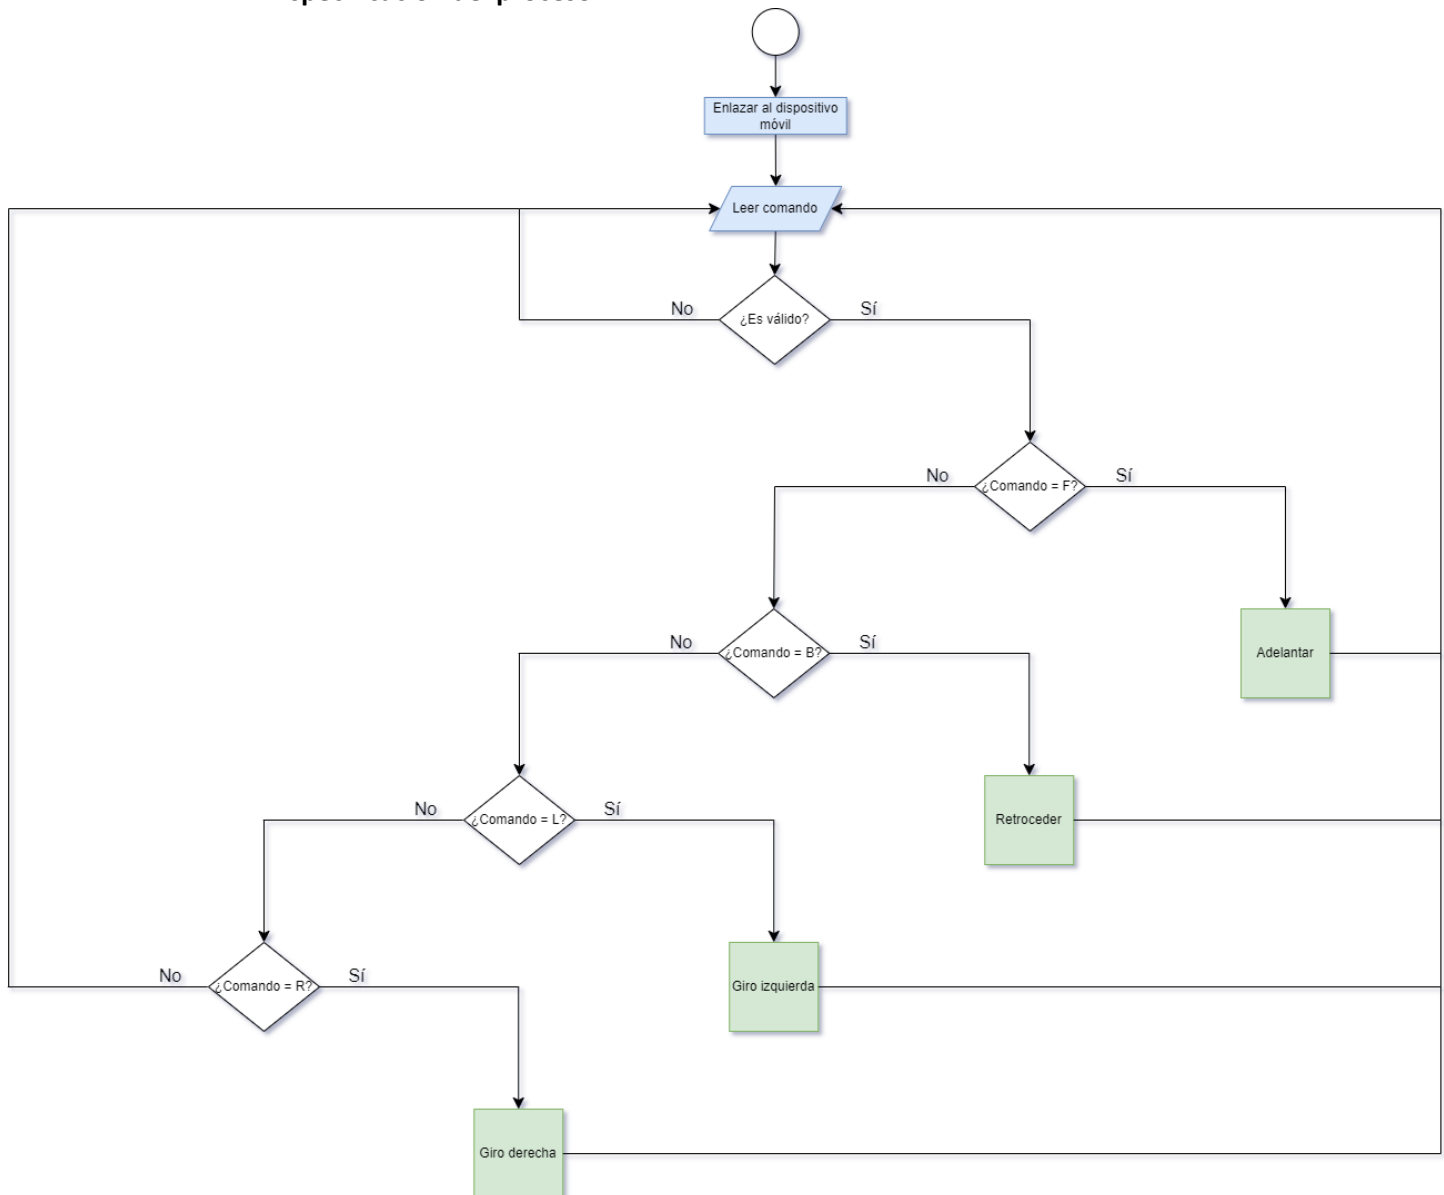 Enlazar al dispositivo
móvil
Leer comando
No
¿Es válido?
Sí
No
¿Comando = F?
Sí
No
¿Comando = B?
Sí
Adelantar
No
¿Comando = L?
Sí
Retroceder
No
¿Comando = R?
Sí
Giro izquierda
Giro derecha